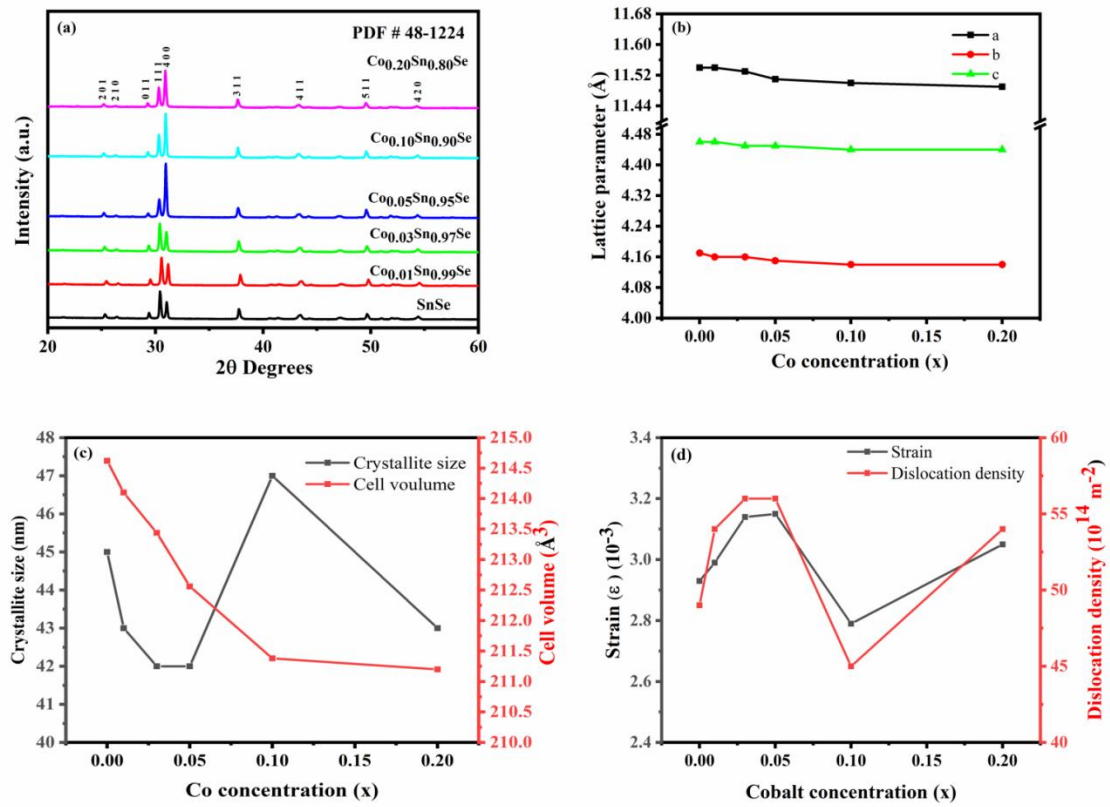 (a)
PDF # 48-1224
Co0.20Sn0.80Se
2 0 1
2 1 0
0 1 1
1 1 1
4 0 0
3 1 1
4 1 1
5 1 1
4 2 0
Co0.10Sn0.90Se
Co0.05Sn0.95Se
Co0.03Sn0.97Se
Co0.01Sn0.99Se
SnSe
Intensity (a.u.)
20 30 40 50 60
2θ Degrees
(b)
a
b
c
11.68
11.60
11.52
11.44
4.48
4.40
4.32
4.24
4.16
4.08
4.00
Lattice parameter (Å)
0.00 0.05 0.10 0.15 0.20
Co concentration (x)
(c)
Crystallite size
Cell voulume
48
47
46
45
44
43
42
41
40
Crystallite size (nm)
215.0
214.5
214.0
213.5
213.0
212.5
212.0
211.5
211.0
210.5
210.0
Cell volume (Å3)
0.00 0.05 0.10 0.15 0.20
Co concentration (x)
(d)
Strain
Dislocation density
3.4
3.2
3.0
2.8
2.6
2.4
Strain (ε) (10-3)
60
55
50
45
40
Dislocation density (1014 m-2)
0.00 0.05 0.10 0.15 0.20
Cobalt concentration (x)